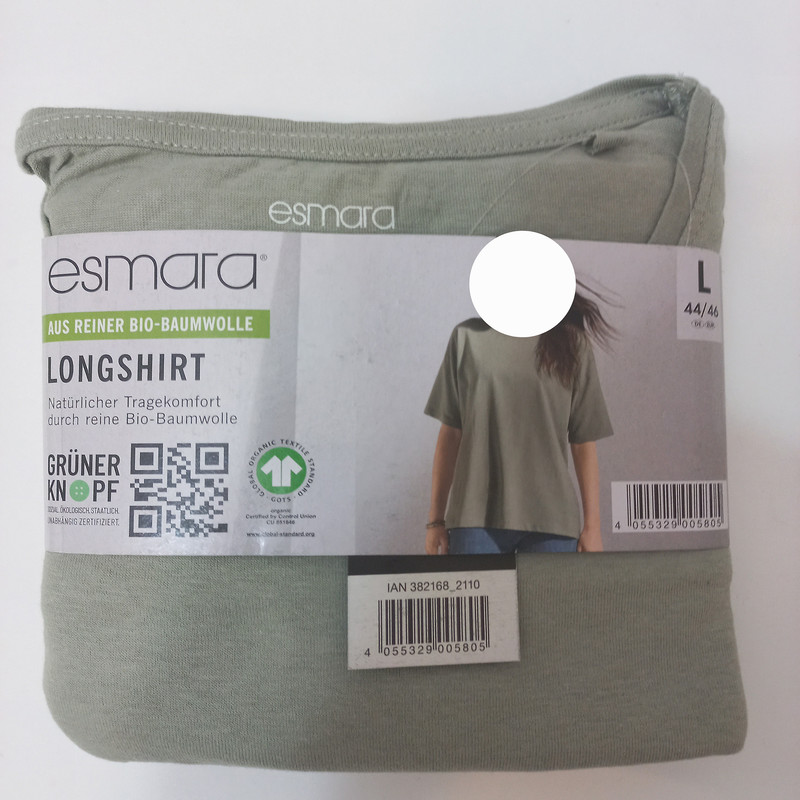 esmara
esmara®
AUS REINER BIO-BAUMWOLLE
LONGSHIRT
Natürlicher Tragekomfort
durch reine Bio-Baumwolle
GRÜNER
KNOPF
SOZIAL. ÖKOLOGISCH. STAATLICH.
UNABHÄNGIG ZERTIFIZIERT.
GLOBAL ORGANIC TEXTILE STANDARD
· GOTS ·
organic
Certified by Control Union
www.global-standard.org
L
44/46
4 055329 005805
IAN 382168_2110
4 055329 005805